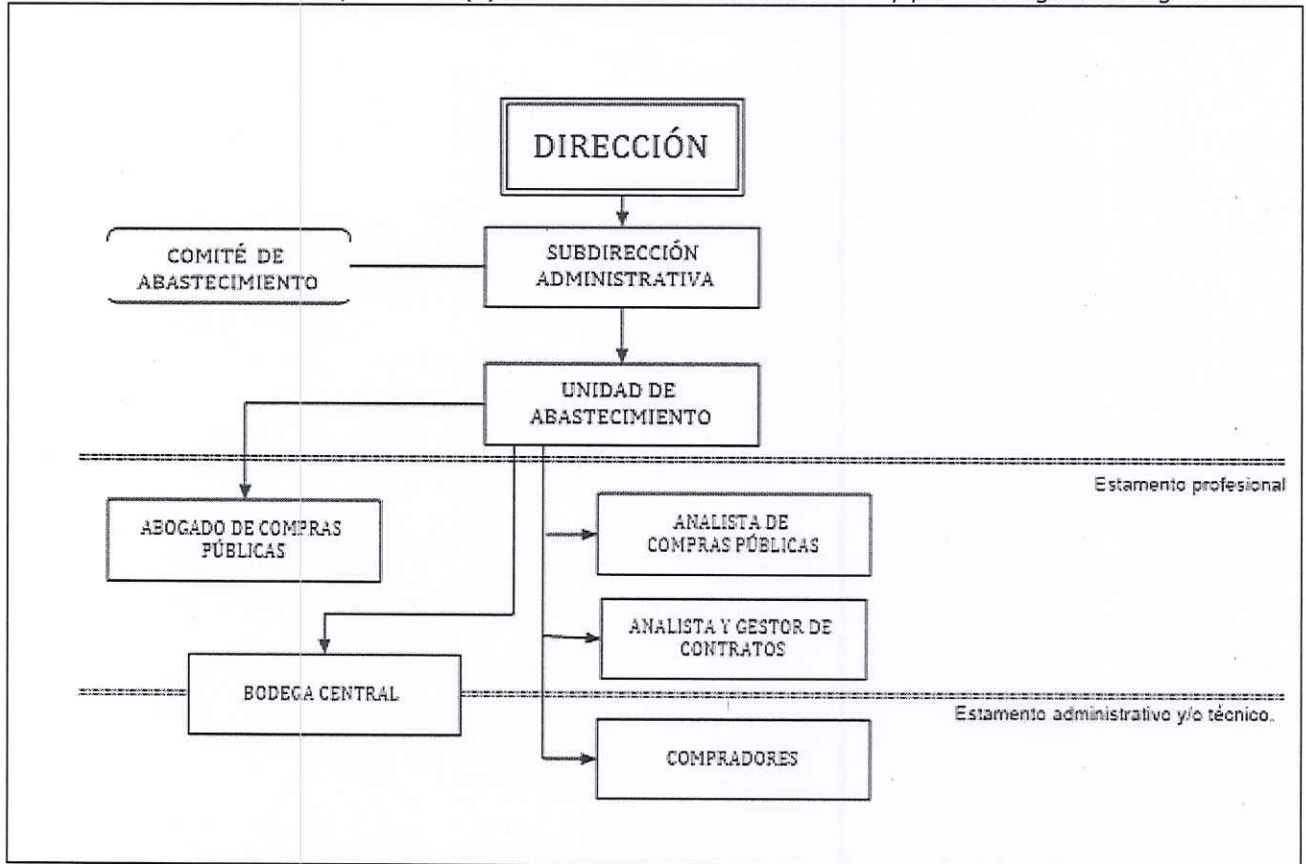 DIRECCIÓN
COMITÉ DE
ABASTECIMIENTO
SUBDIRECCIÓN
ADMINISTRATIVA
UNIDAD DE
ABASTECIMIENTO
Estamento profesional
ABOGADO DE COMPRAS
PÚBLICAS
ANALISTA DE
COMPRAS PÚBLICAS
ANALISTA Y GESTOR DE
CONTRATOS
BODEGA CENTRAL
Estamento administrativo y/o técnico.
COMPRADORES